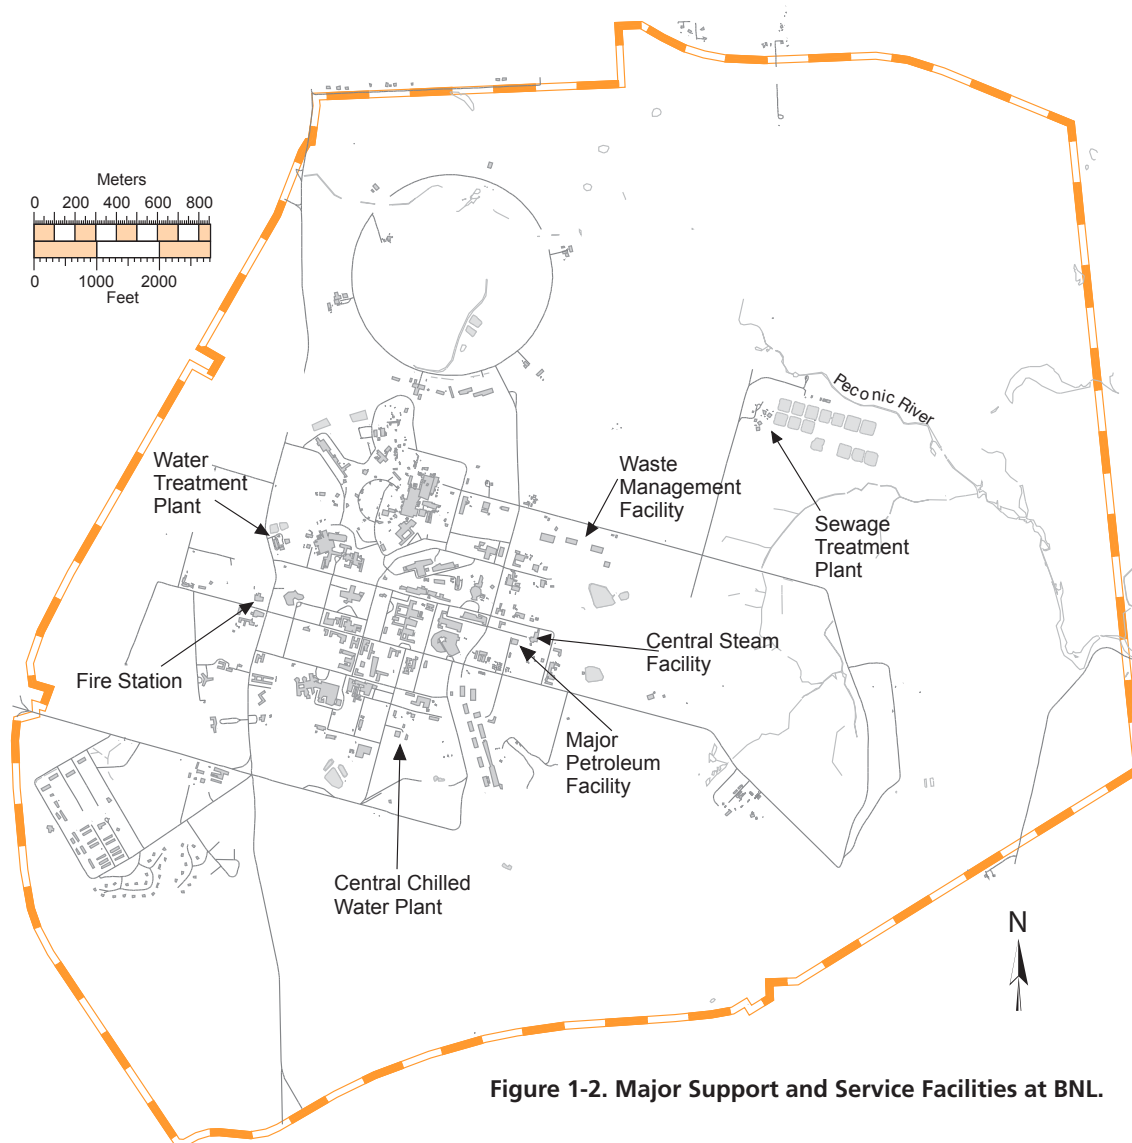 Meters
0 200 400 600 800
0 1000 2000
Feet
Peconic River
Water
Treatment
Plant
Waste
Management
Facility
Sewage
Treatment
Plant
Central Steam
Facility
Fire Station
Major
Petroleum
Facility
Central Chilled
Water Plant
N
Figure 1-2. Major Support and Service Facilities at BNL.